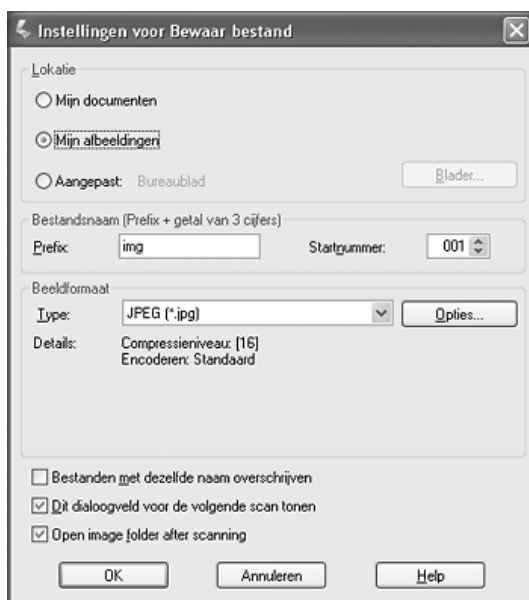 Instellingen voor Bewaar bestand
Lokatie
Mijn documenten
Mijn afbeeldingen
Aangepast: Bureaublad Blader...
Bestandsnaam (Prefix + getal van 3 cijfers)
Prefix: img Startnummer: 001
Beeldformaat
Type: JPEG (*.jpg) Opties...
Details: Compressieniveau: [16]
Encoderen: Standaard
Bestanden met dezelfde naam overschrijven
Dit dialoogveld voor de volgende scan tonen
Open image folder after scanning
OK Annuleren Help